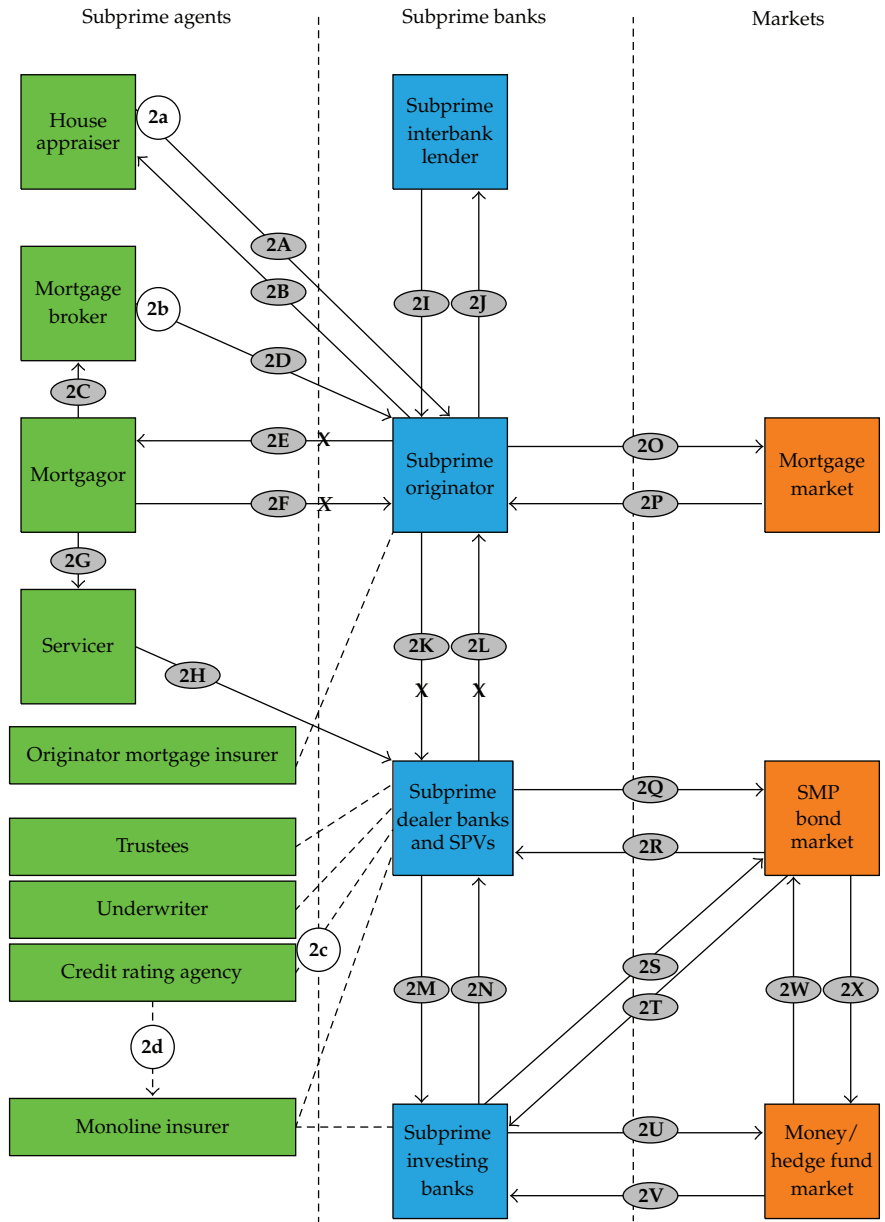 Subprime agents
Subprime banks
Markets
House
appraiser
2a
Subprime
interbank
lender
2A
2B
Mortgage
broker
2b
2I
2J
2D
2C
Mortgagor
2E
X
2F
X
Subprime
originator
2O
2P
Mortgage
market
2G
Servicer
2H
2K
2L
X
X
Originator mortgage insurer
Subprime
dealer banks
and SPVs
2Q
2R
SMP
bond
market
Trustees
Underwriter
Credit rating agency
2c
2S
2T
2M
2N
2W
2X
2d
Monoline insurer
Subprime
investing
banks
2U
2V
Money/
hedge fund
market